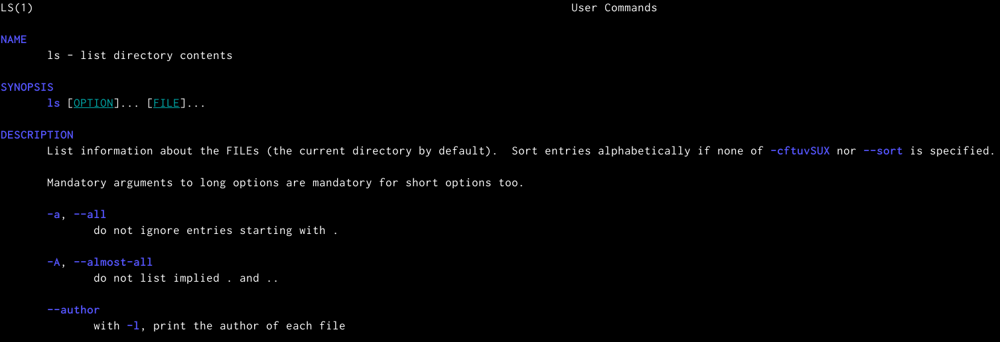 LS(1) User Commands
NAME
ls - list directory contents
SYNOPSIS
ls [OPTION]... [FILE]...
DESCRIPTION
List information about the FILEs (the current directory by default).  Sort entries alphabetically if none of -cftuvSUX nor --sort is specified.
Mandatory arguments to long options are mandatory for short options too.
-a, --all
do not ignore entries starting with .
-A, --almost-all
do not list implied . and ..
--author
with -l, print the author of each file